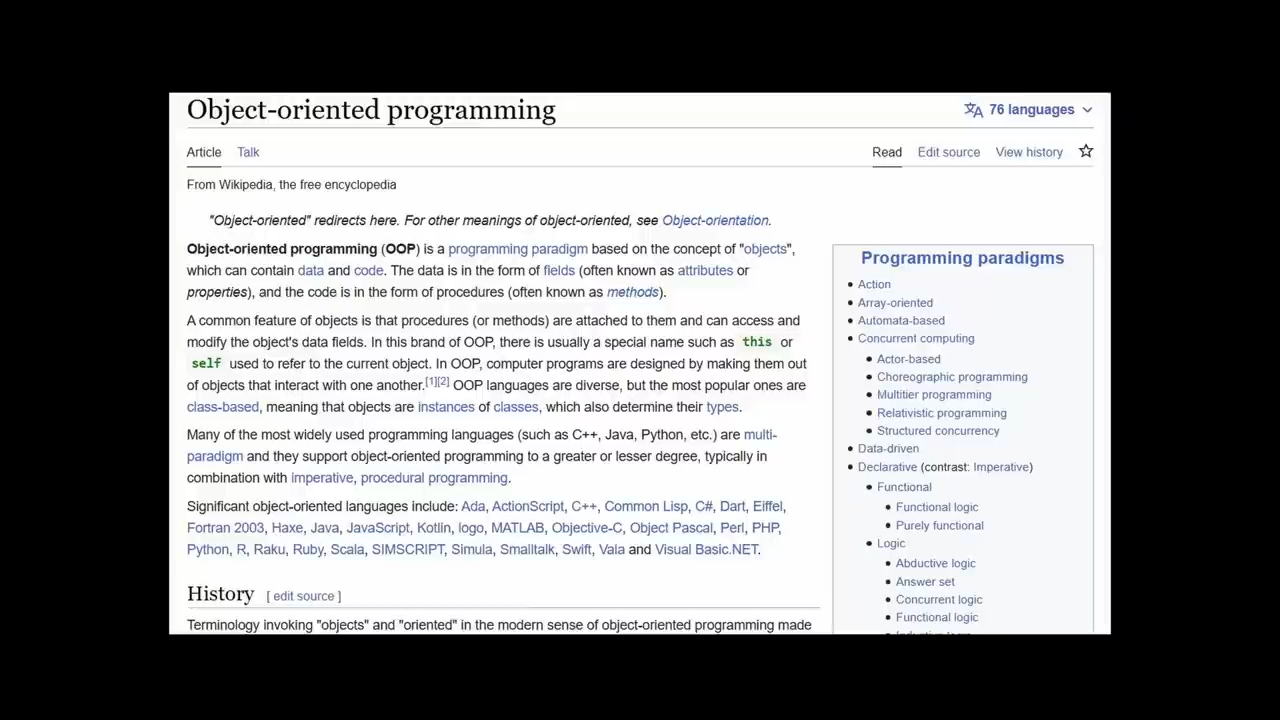 Object-oriented programming
76 languages
Article Talk
Read Edit source View history
From Wikipedia, the free encyclopedia
"Object-oriented" redirects here. For other meanings of object-oriented, see Object-orientation.
Object-oriented programming (OOP) is a programming paradigm based on the concept of "objects",
which can contain data and code. The data is in the form of fields (often known as attributes or
properties), and the code is in the form of procedures (often known as methods).
A common feature of objects is that procedures (or methods) are attached to them and can access and
modify the object's data fields. In this brand of OOP, there is usually a special name such as this or
self used to refer to the current object. In OOP, computer programs are designed by making them out
of objects that interact with one another.[1][2] OOP languages are diverse, but the most popular ones are
class-based, meaning that objects are instances of classes, which also determine their types.
Many of the most widely used programming languages (such as C++, Java, Python, etc.) are multi-
paradigm and they support object-oriented programming to a greater or lesser degree, typically in
combination with imperative, procedural programming.
Significant object-oriented languages include: Ada, ActionScript, C++, Common Lisp, C#, Dart, Eiffel,
Fortran 2003, Haxe, Java, JavaScript, Kotlin, logo, MATLAB, Objective-C, Object Pascal, Perl, PHP,
Python, R, Raku, Ruby, Scala, SIMSCRIPT, Simula, Smalltalk, Swift, Vala and Visual Basic.NET.
History [ edit source ]
Terminology invoking "objects" and "oriented" in the modern sense of object-oriented programming made
Programming paradigms
Action
Array-oriented
Automata-based
Concurrent computing
Actor-based
Choreographic programming
Multitier programming
Relativistic programming
Structured concurrency
Data-driven
Declarative (contrast: Imperative)
Functional
Functional logic
Purely functional
Logic
Abductive logic
Answer set
Concurrent logic
Functional logic